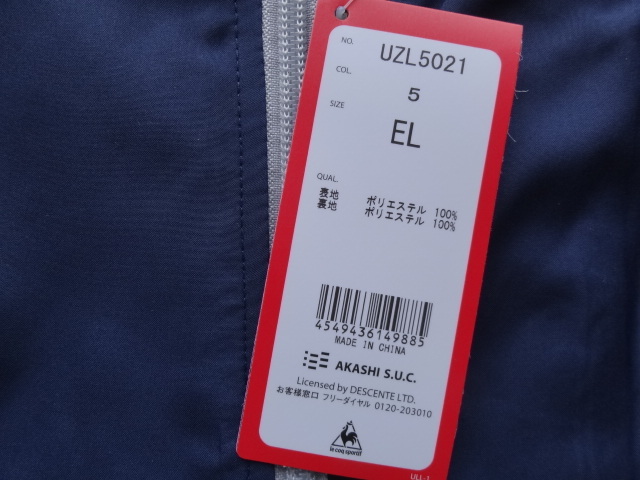 NO. UZL5021
COL. 5
SIZE EL
QUAL.
表地 ポリエステル 100%
裏地 ポリエステル 100%
4549436149885
MADE IN CHINA
AKASHI S.U.C.
Licensed by DESCENTE LTD.
お客様窓口 フリーダイヤル 0120-203010
le coq sportif